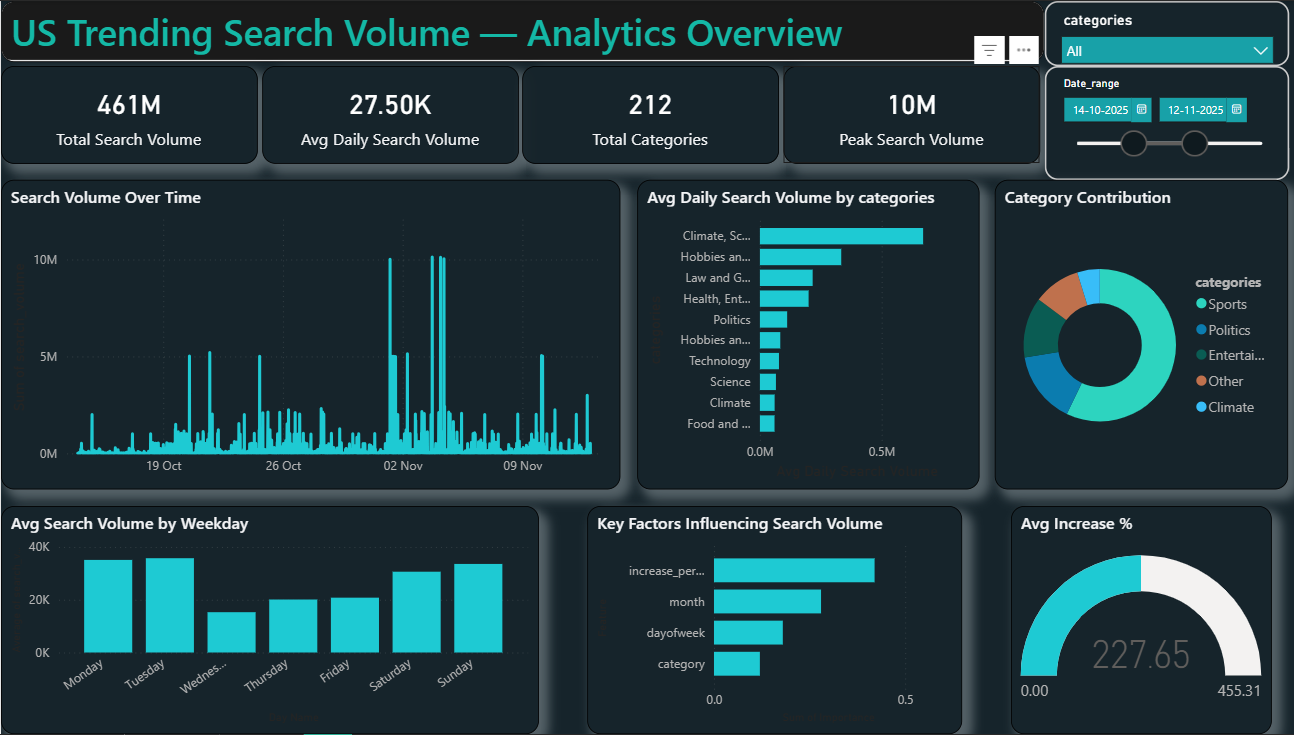 US Trending Search Volume — Analytics Overview
categories
All
461M
Total Search Volume
27.50K
Avg Daily Search Volume
212
Total Categories
10M
Peak Search Volume
Date_range
14-10-2025
12-11-2025
Search Volume Over Time
10M
5M
0M
19 Oct
26 Oct
02 Nov
09 Nov
Avg Daily Search Volume by categories
Climate, Sc...
Hobbies an...
Law and G...
Health, Ent...
Politics
Hobbies an...
Technology
Science
Climate
Food and ...
0.0M
0.5M
Category Contribution
categories
Sports
Politics
Entertai...
Other
Climate
Avg Search Volume by Weekday
40K
20K
0K
Monday
Tuesday
Wednes...
Thursday
Friday
Saturday
Sunday
Key Factors Influencing Search Volume
increase_per...
month
dayofweek
category
0.0
0.5
Avg Increase %
227.65
0.00
455.31